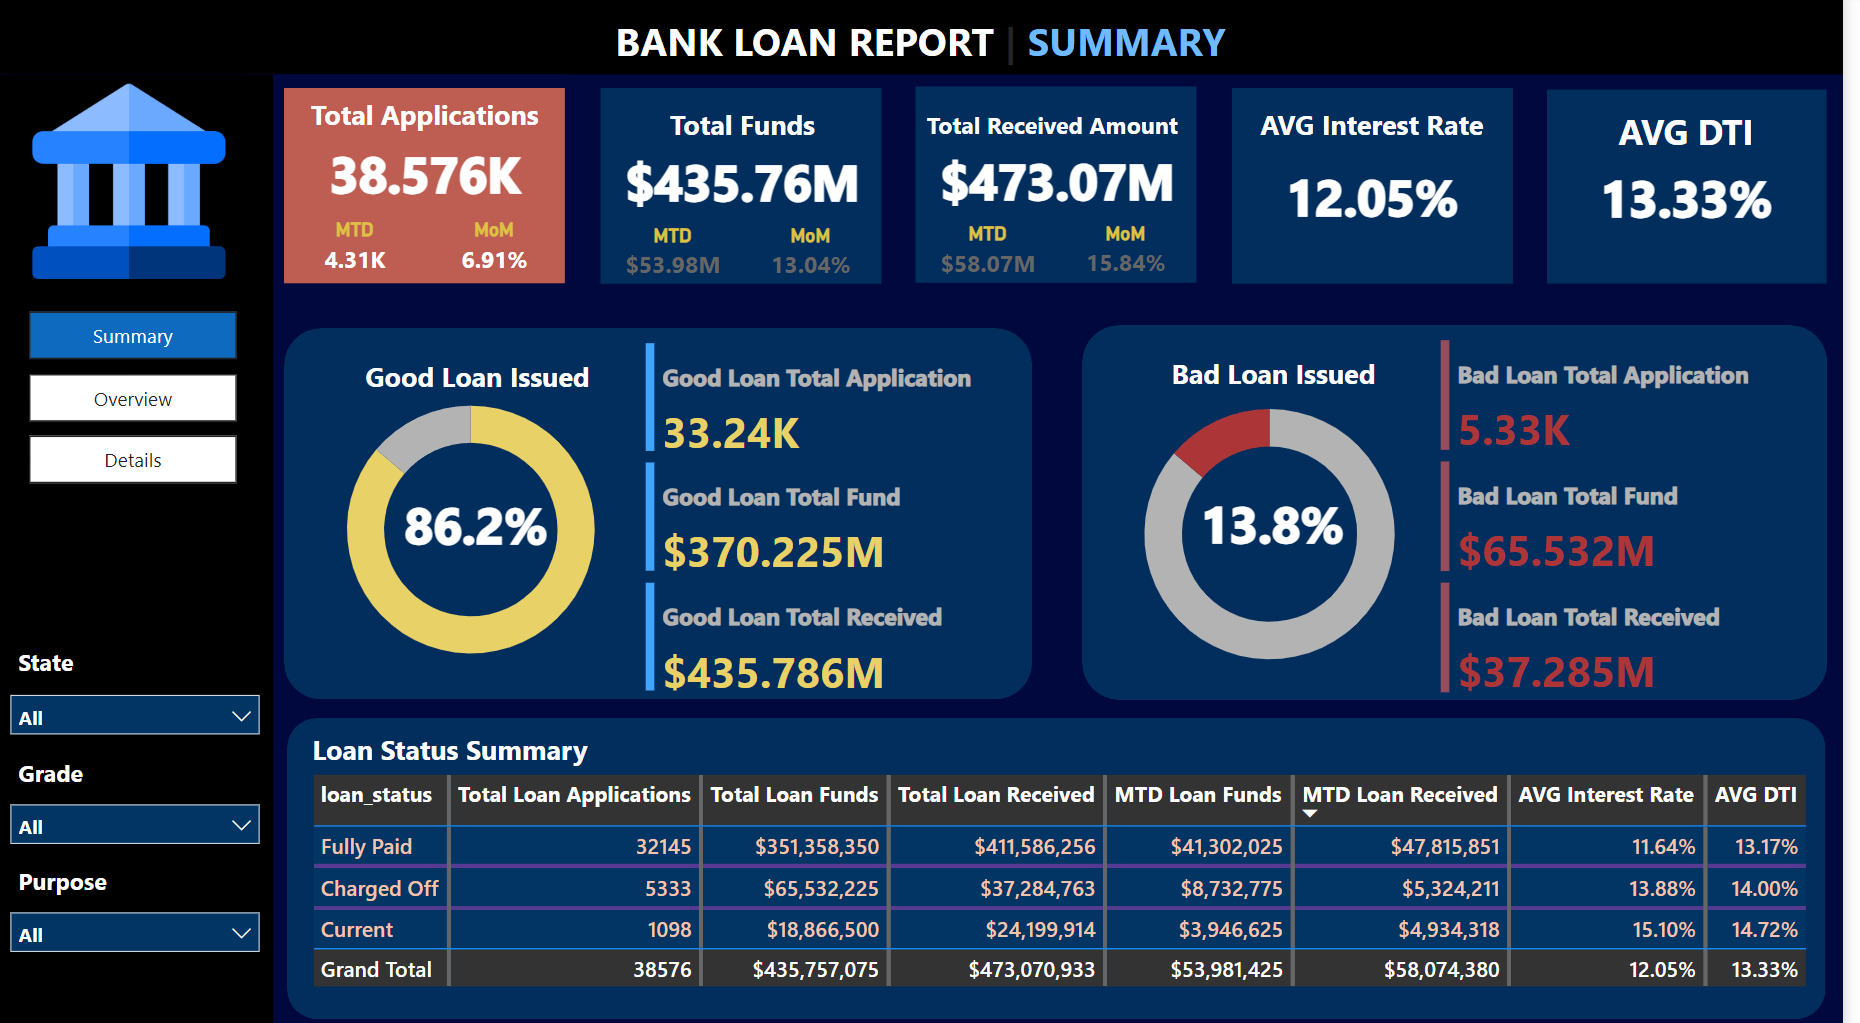 BANK LOAN REPORT | SUMMARY
Total Applications
38.576K
MTD MoM
4.31K 6.91%
Total Funds
$435.76M
MTD MoM
$53.98M 13.04%
Total Received Amount
$473.07M
MTD MoM
$58.07M 15.84%
AVG Interest Rate
12.05%
AVG DTI
13.33%
Summary
Overview
Details
State
All
Grade
All
Purpose
All
Good Loan Issued
86.2%
Good Loan Total Application
33.24K
Good Loan Total Fund
$370.225M
Good Loan Total Received
$435.786M
Bad Loan Issued
13.8%
Bad Loan Total Application
5.33K
Bad Loan Total Fund
$65.532M
Bad Loan Total Received
$37.285M
Loan Status Summary
loan_status Total Loan Applications Total Loan Funds Total Loan Received MTD Loan Funds MTD Loan Received AVG Interest Rate AVG DTI
Fully Paid 32145 $351,358,350 $411,586,256 $41,302,025 $47,815,851 11.64% 13.17%
Charged Off 5333 $65,532,225 $37,284,763 $8,732,775 $5,324,211 13.88% 14.00%
Current 1098 $18,866,500 $24,199,914 $3,946,625 $4,934,318 15.10% 14.72%
Grand Total 38576 $435,757,075 $473,070,933 $53,981,425 $58,074,380 12.05% 13.33%